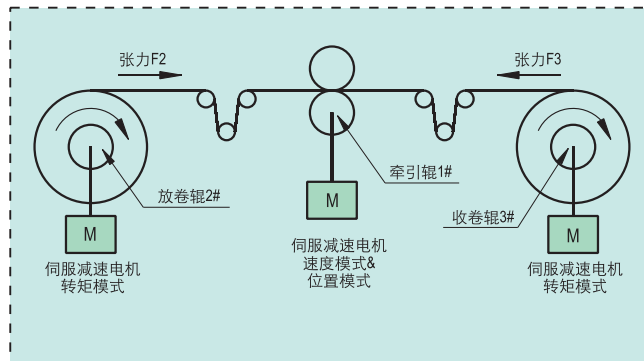 张力F2
张力F3
牵引辊1#
放卷辊2#
收卷辊3#
M
M
M
伺服减速电机
转矩模式
伺服减速电机
速度模式&
位置模式
伺服减速电机
转矩模式